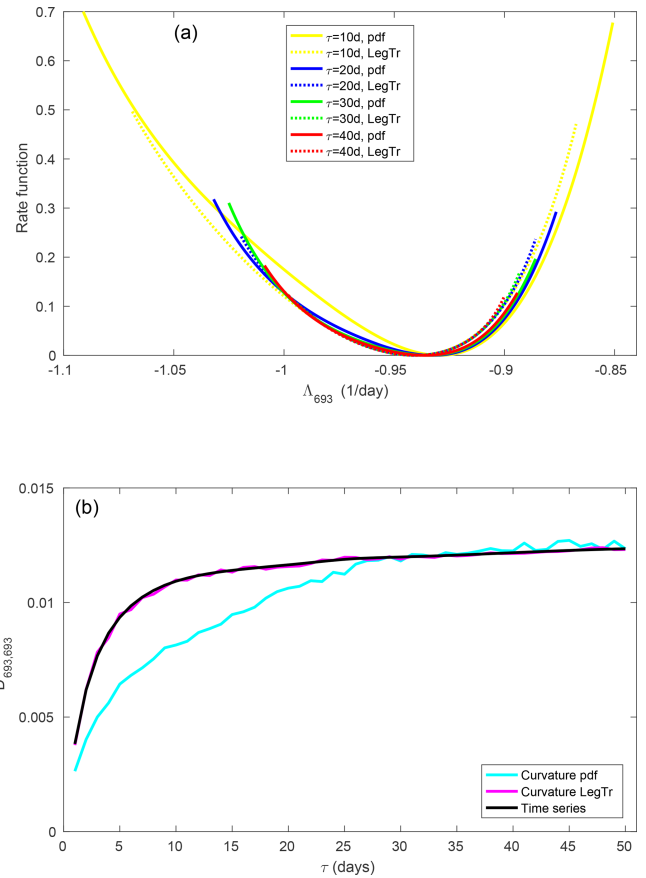 (a)
0.7
0.6
0.5
0.4
0.3
0.2
0.1
0
Rate function
τ=10d, pdf
τ=10d, LegTr
τ=20d, pdf
τ=20d, LegTr
τ=30d, pdf
τ=30d, LegTr
τ=40d, pdf
τ=40d, LegTr
-1.1 -1.05 -1 -0.95 -0.9 -0.85
Λ693 (1/day)
(b)
0.015
0.01
0.005
0
693,693
Curvature pdf
Curvature LegTr
Time series
0 5 10 15 20 25 30 35 40 45 50
τ (days)